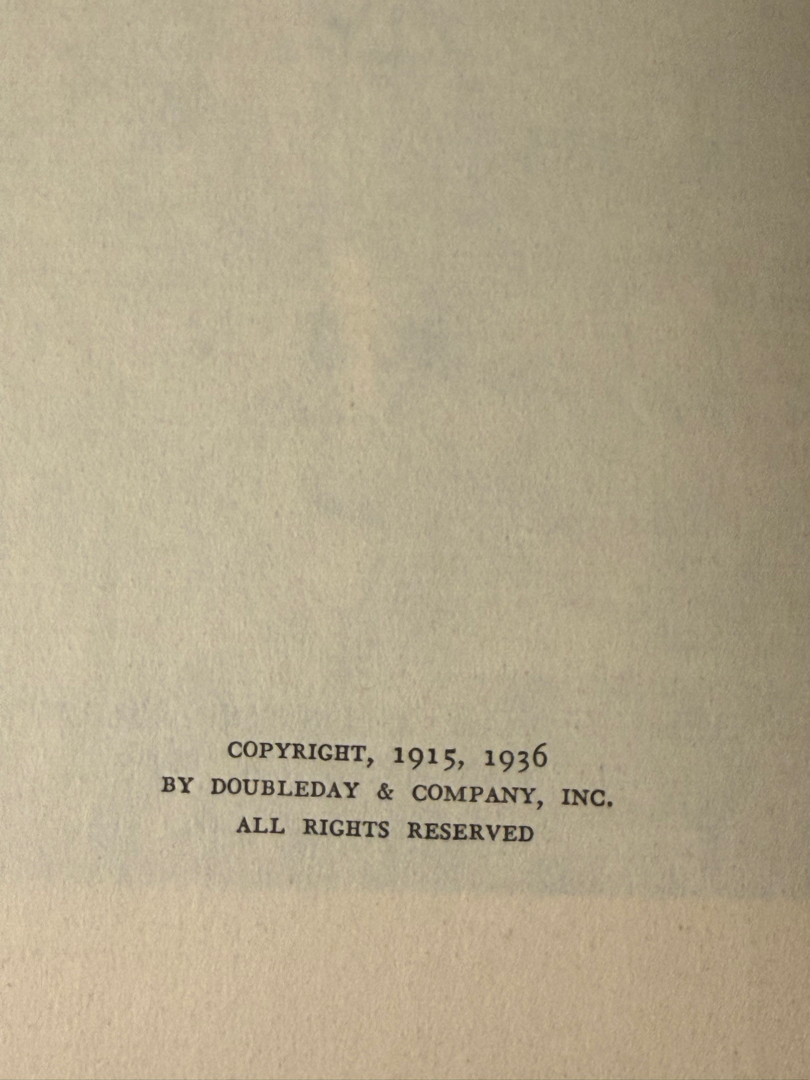 COPYRIGHT, 1915, 1936
BY DOUBLEDAY & COMPANY, INC.
ALL RIGHTS RESERVED